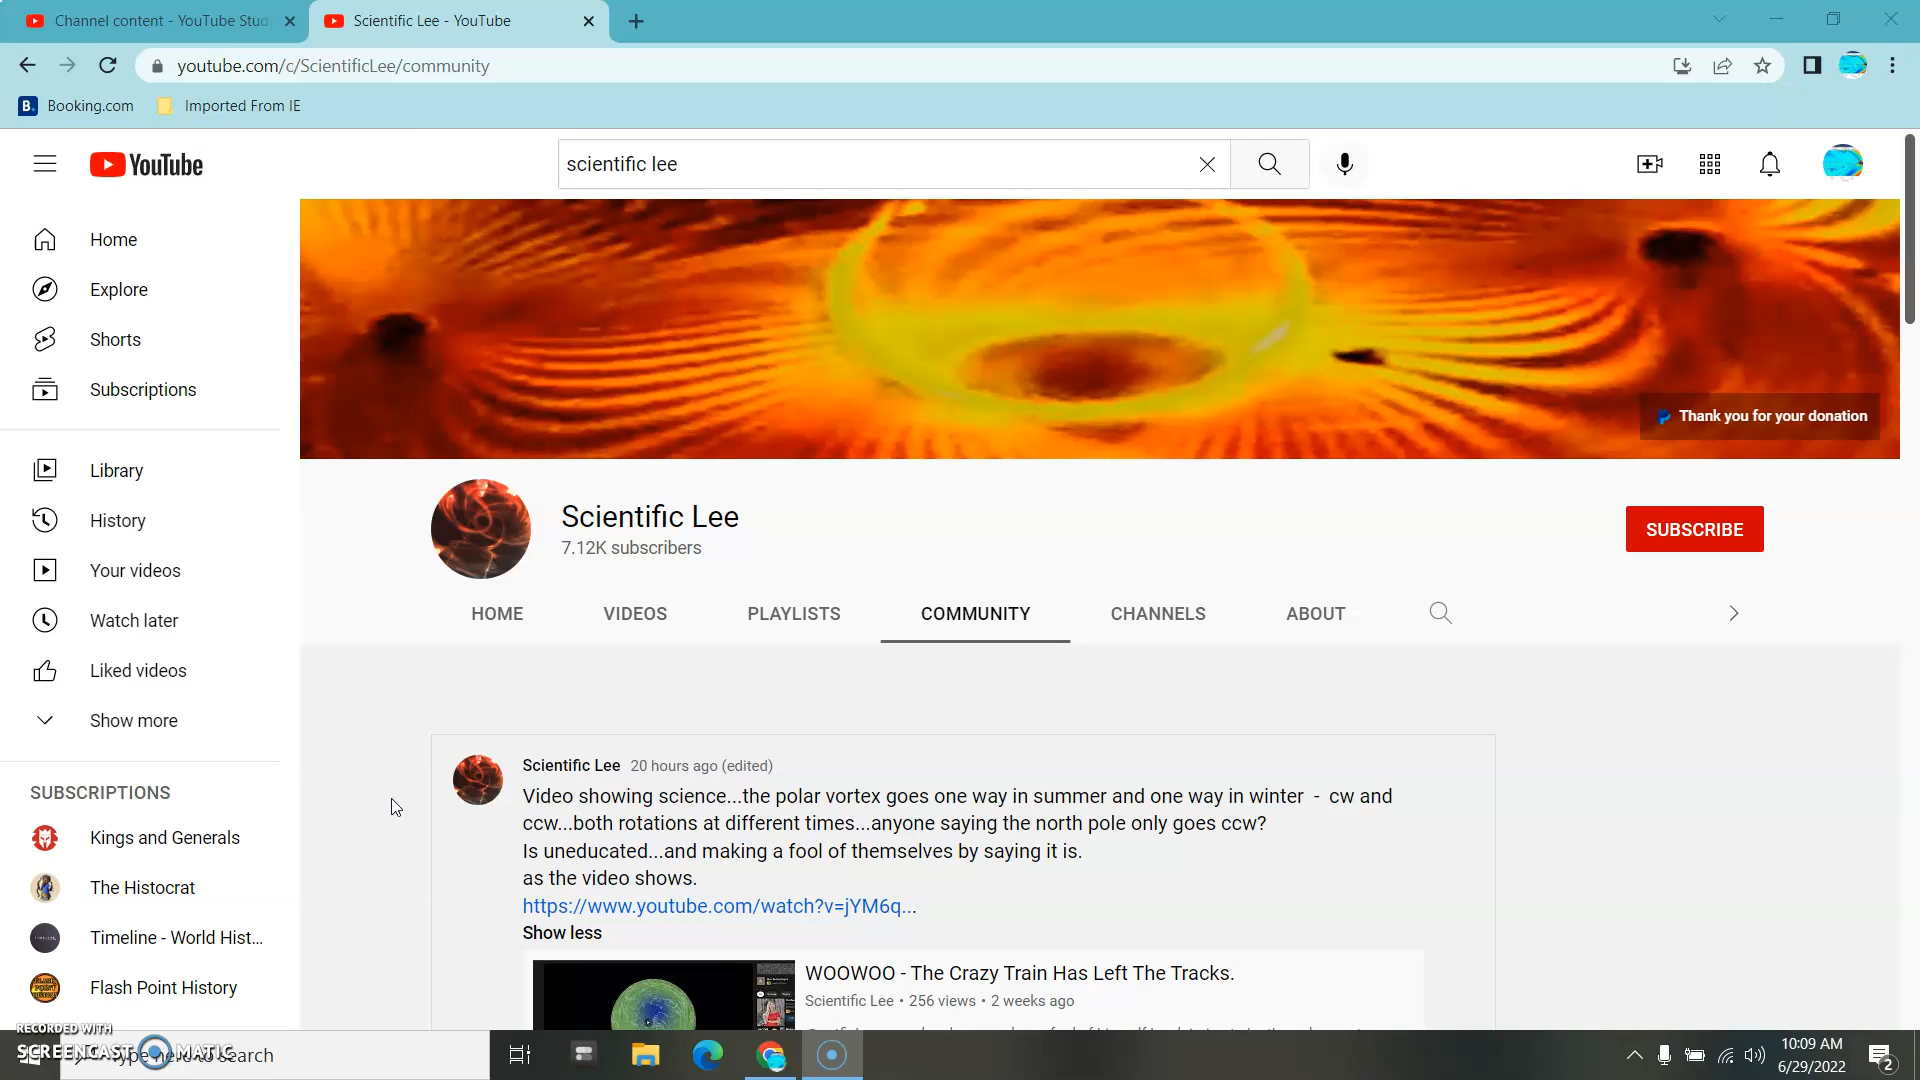 Channel content - YouTube Stud
Scientific Lee - YouTube
youtube.com/c/ScientificLee/community
Booking.com
Imported From IE
YouTube
scientific lee
Home
Explore
Shorts
Subscriptions
Library
History
Your videos
Watch later
Liked videos
Show more
SUBSCRIPTIONS
Kings and Generals
The Histocrat
Timeline - World Hist...
Flash Point History
Thank you for your donation
Scientific Lee
7.12K subscribers
SUBSCRIBE
HOME
VIDEOS
PLAYLISTS
COMMUNITY
CHANNELS
ABOUT
Scientific Lee 20 hours ago (edited)
Video showing science...the polar vortex goes one way in summer and one way in winter - cw and
ccw...both rotations at different times...anyone saying the north pole only goes ccw?
Is uneducated...and making a fool of themselves by saying it is.
as the video shows.
https://www.youtube.com/watch?v=jYM6q...
Show less
WOOWOO - The Crazy Train Has Left The Tracks.
Scientific Lee • 256 views • 2 weeks ago
RECORDED WITH
SCREENCAST MATIC
Type here to search
10:09 AM
6/29/2022
2